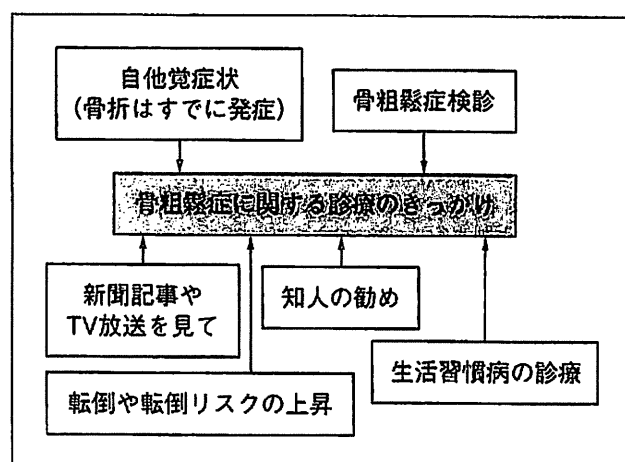 自他覚症状
（骨折はすでに発症）
骨粗鬆症検診
骨粗鬆症に関する診療のきっかけ
新聞記事や
TV放送を見て
知人の勧め
生活習慣病の診療
転倒や転倒リスクの上昇